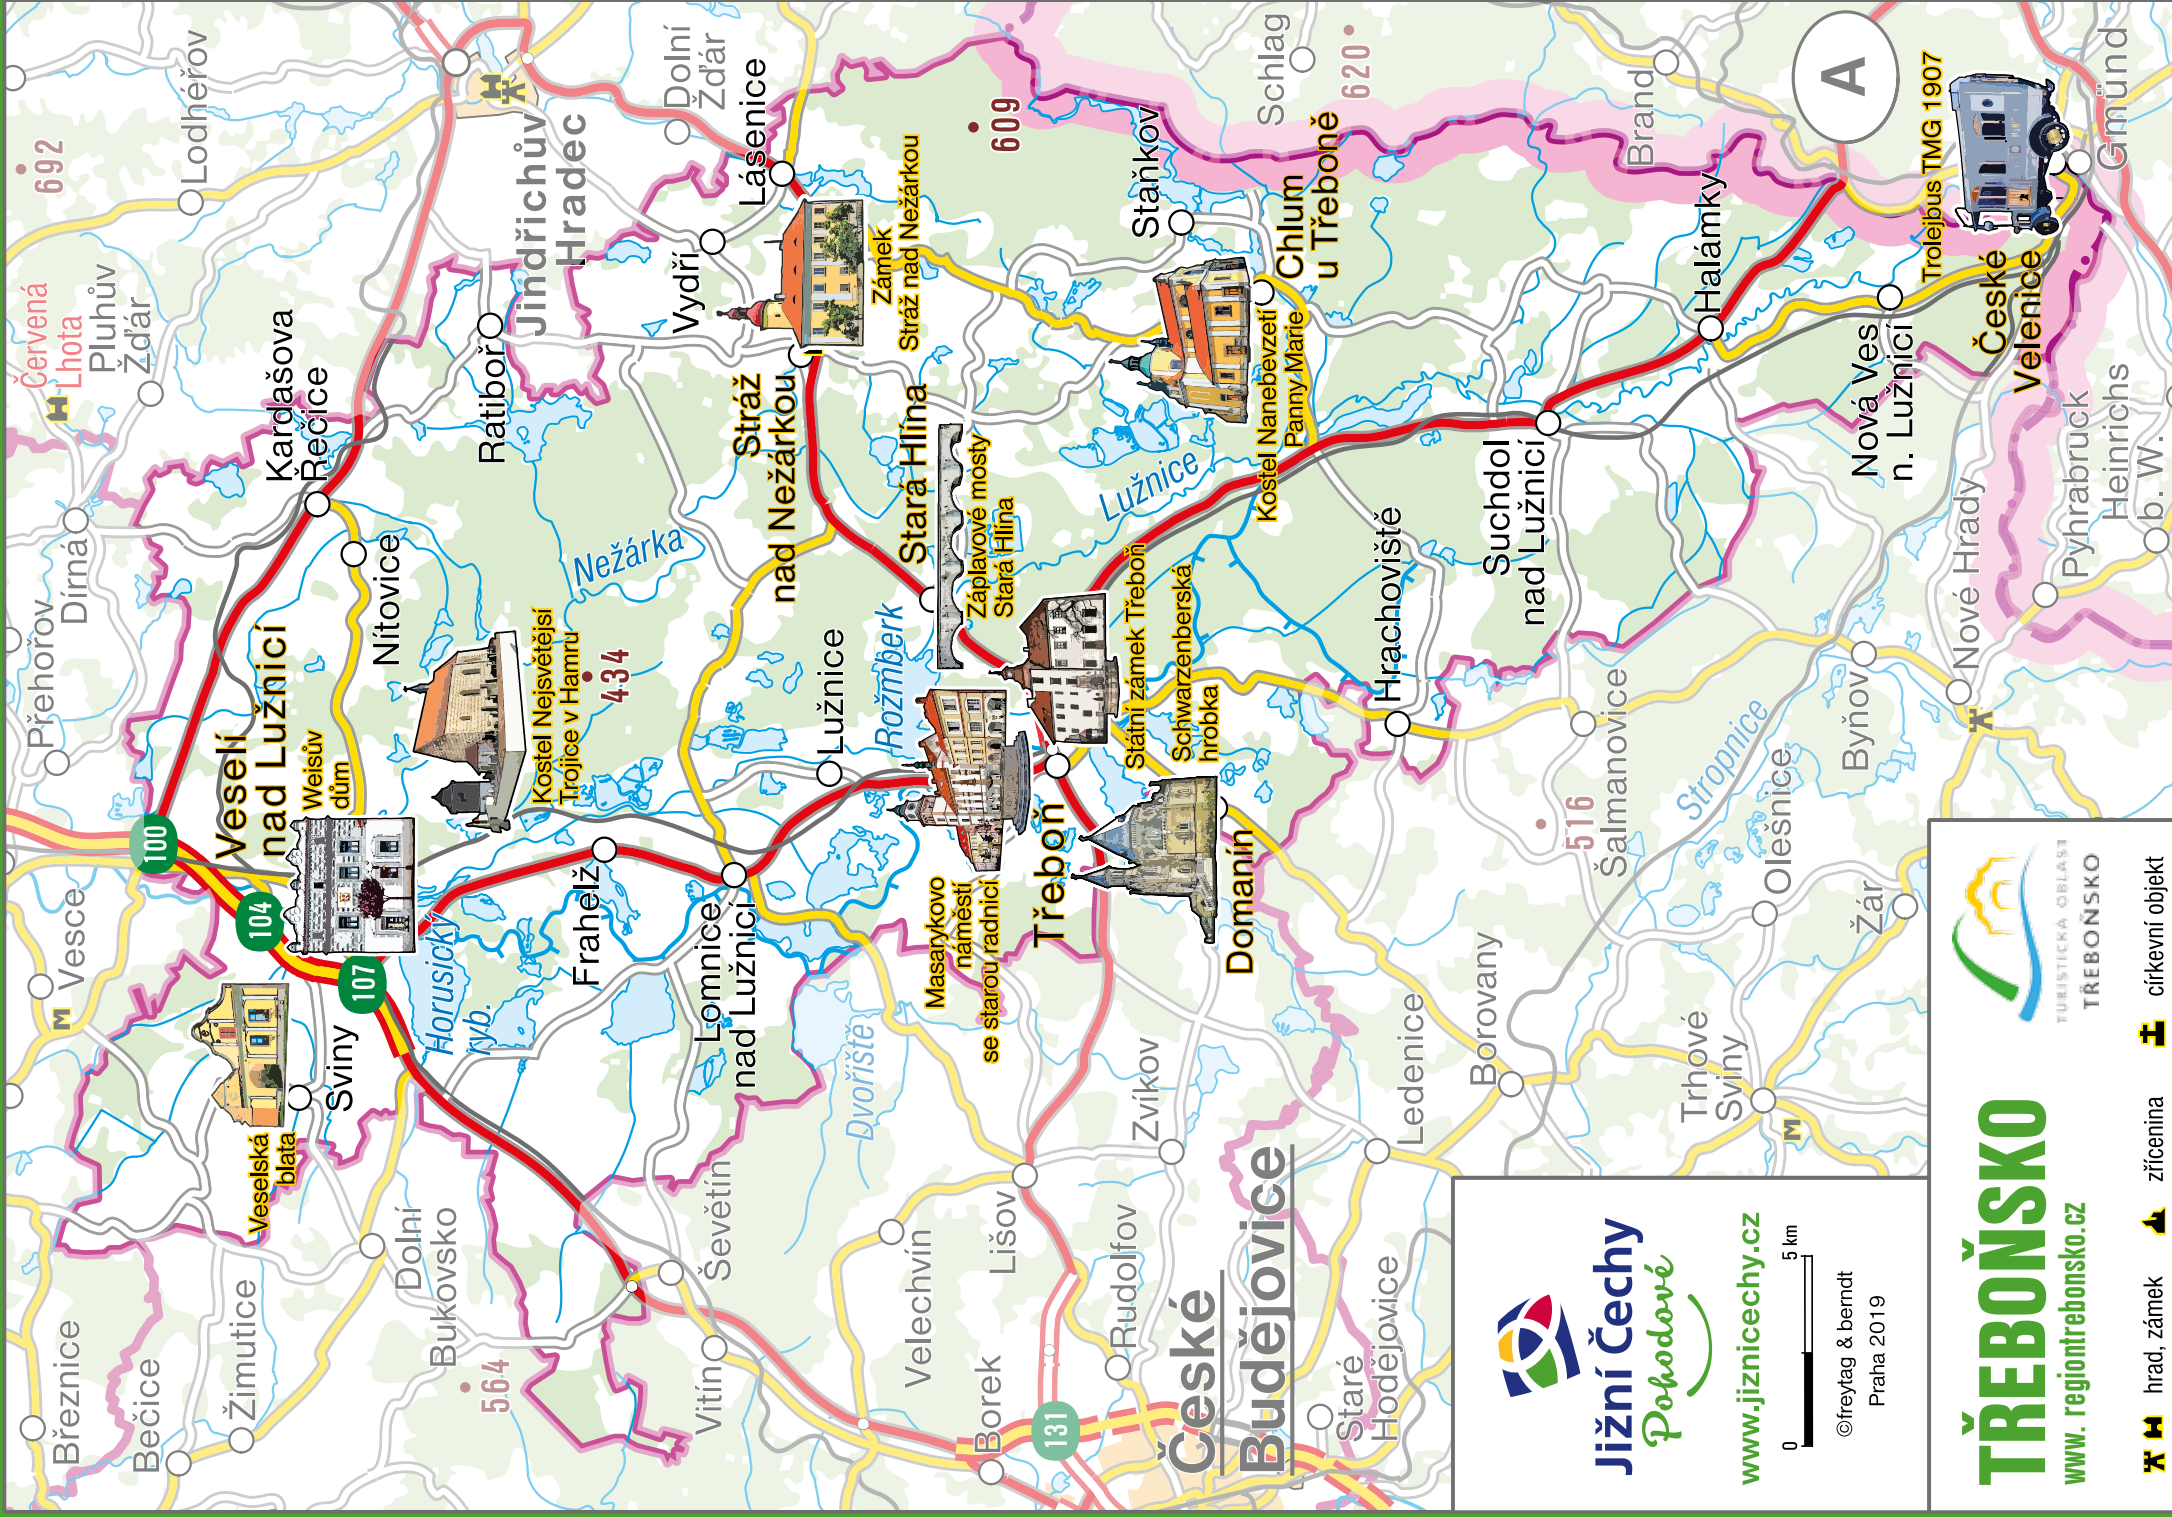 Březnice
Bečice
Žimutice
Dolní
Bukovsko
564
Vitín
Ševětín
Velechvín
Lišov
Borek
Rudolfov
131
České
Budějovice
Staré
Hodějovice
Vesce
M
Sviny
Veselská
blata
100
104
107
Veselí
nad Lužnicí
Weisův
dům
Horusický
ryb.
Frahelž
Lomnice
nad Lužnicí
Dvořiště
Zvíkov
Ledenice
Borovany
Trhové
Sviny
M
Přehořov
Dírná
Nítovice
Kostel Nejsvětější
Trojice v Hamru
434
Lužnice
Rožmberk
Masarykovo
náměstí
se starou radnicí
Třeboň
Státní zámek Třeboň
Schwarzenberská
hrobka
Domanín
516
Šalmanovice
Stropnice
Olešnice
Žár
Byňov
Nové Hrady
Hrachoviště
Červená
Lhota
Pluhův
Žďár
692
Lodhéřov
Kardašova
Řečice
Ratiboř
Jindřichův
Hradec
Nežárka
Vydří
Dolní
Žďár
Lásenice
Stráž
nad Nežárkou
Zámek
Stráž nad Nežárkou
Stará Hlína
Záplavové mosty
Stará Hlína
609
Lužnice
Staňkov
Chlum
u Třeboně
Kostel Nanebevzetí
Panny Marie
Schlag
620
Suchdol
nad Lužnicí
Brand
Halámky
A
Nová Ves
n. Lužnicí
Trolejbus TMG 1907
České
Velenice
Gmünd
Pyhrabruck
Heinrichs
b. W.
Jižní Čechy
Pohodové
www.jiznicechy.cz
0 5 km
©freytag & berndt
Praha 2019
TŘEBOŇSKO
www. regiontrebonsko.cz
TURISTICKÁ OBLAST
TŘEBOŇSKO
hrad, zámek
zřícenina
církevní objekt